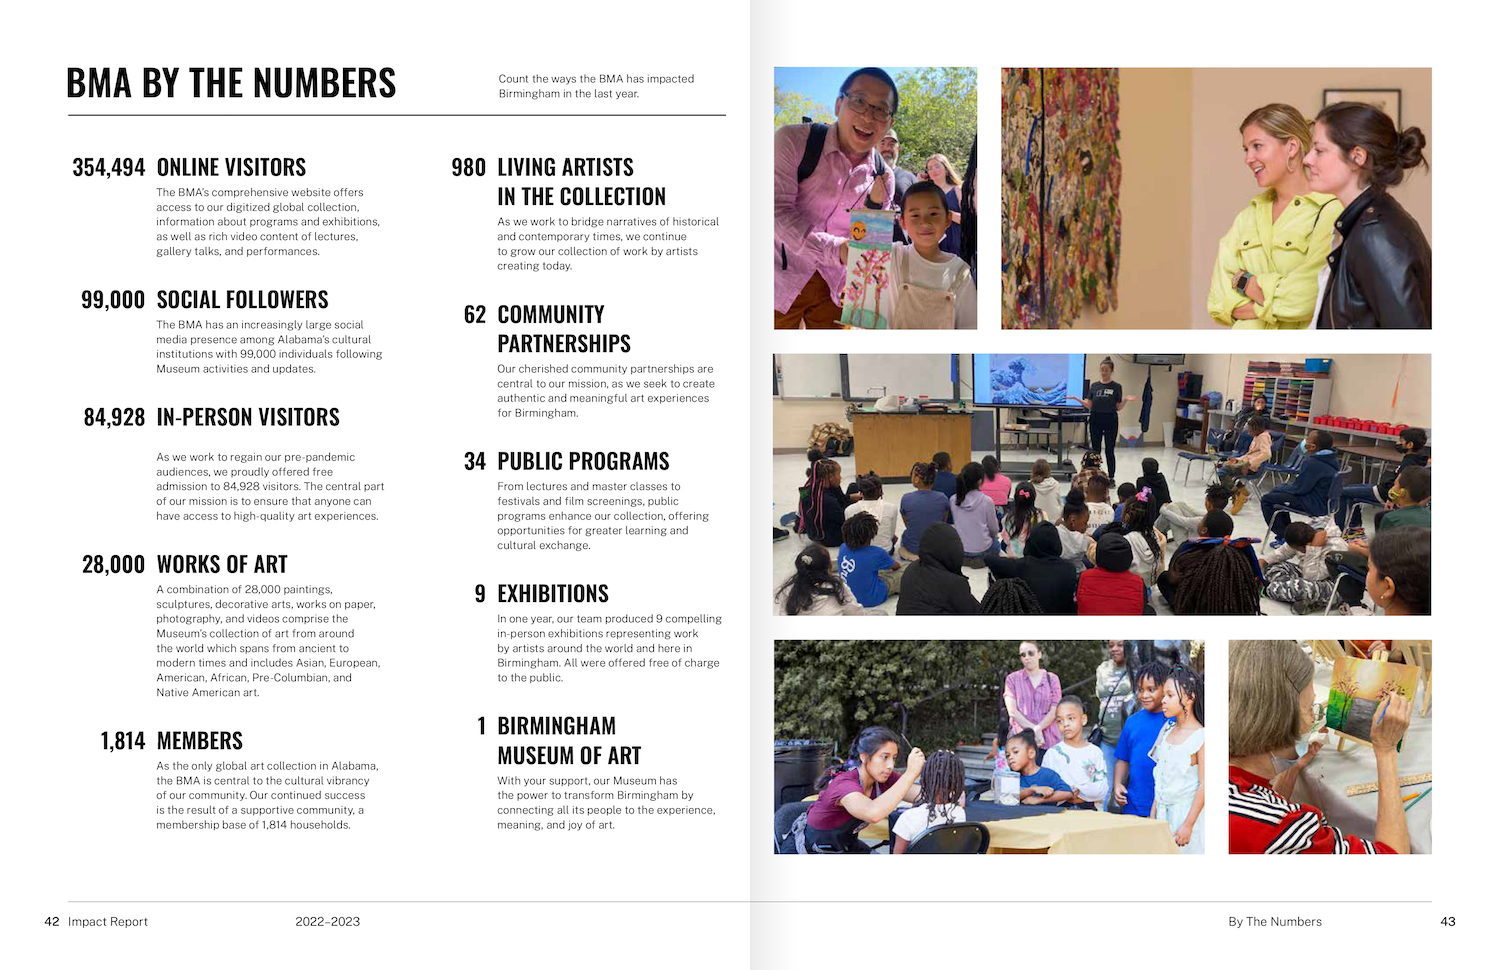 BMA BY THE NUMBERS
Count the ways the BMA has impacted
Birmingham in the last year.
354,494 ONLINE VISITORS
The BMA's comprehensive website offers
access to our digitized global collection,
information about programs and exhibitions,
as well as rich video content of lectures,
gallery talks, and performances.
99,000 SOCIAL FOLLOWERS
The BMA has an increasingly large social
media presence among Alabama's cultural
institutions with 99,000 individuals following
Museum activities and updates.
84,928 IN-PERSON VISITORS
As we work to regain our pre-pandemic
audiences, we proudly offered free
admission to 84,928 visitors. The central part
of our mission is to ensure that anyone can
have access to high-quality art experiences.
28,000 WORKS OF ART
A combination of 28,000 paintings,
sculptures, decorative arts, works on paper,
photography, and videos comprise the
Museum's collection of art from around
the world which spans from ancient to
modern times and includes Asian, European,
American, African, Pre-Columbian, and
Native American art.
1,814 MEMBERS
As the only global art collection in Alabama,
the BMA is central to the cultural vibrancy
of our community. Our continued success
is the result of a supportive community, a
membership base of 1,814 households.
980 LIVING ARTISTS
IN THE COLLECTION
As we work to bridge narratives of historical
and contemporary times, we continue
to grow our collection of work by artists
creating today.
62 COMMUNITY
PARTNERSHIPS
Our cherished community partnerships are
central to our mission, as we seek to create
authentic and meaningful art experiences
for Birmingham.
34 PUBLIC PROGRAMS
From lectures and master classes to
festivals and film screenings, public
programs enhance our collection, offering
opportunities for greater learning and
cultural exchange.
9 EXHIBITIONS
In one year, our team produced 9 compelling
in-person exhibitions representing work
by artists around the world and here in
Birmingham. All were offered free of charge
to the public.
1 BIRMINGHAM
MUSEUM OF ART
With your support, our Museum has
the power to transform Birmingham by
connecting all its people to the experience,
meaning, and joy of art.
42 Impact Report
2022–2023
By The Numbers
43